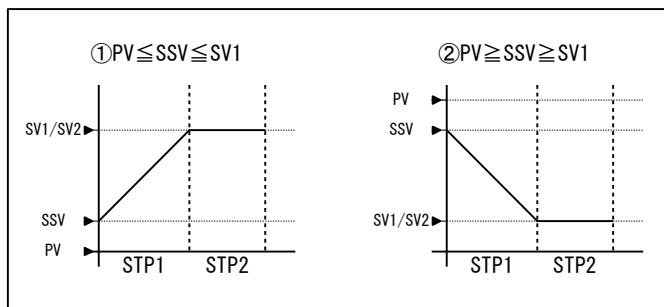 ①PV≦SSV≦SV1
SV1/SV2
SSV
PV
STP1 STP2
②PV≧SSV≧SV1
PV
SSV
SV1/SV2
STP1 STP2